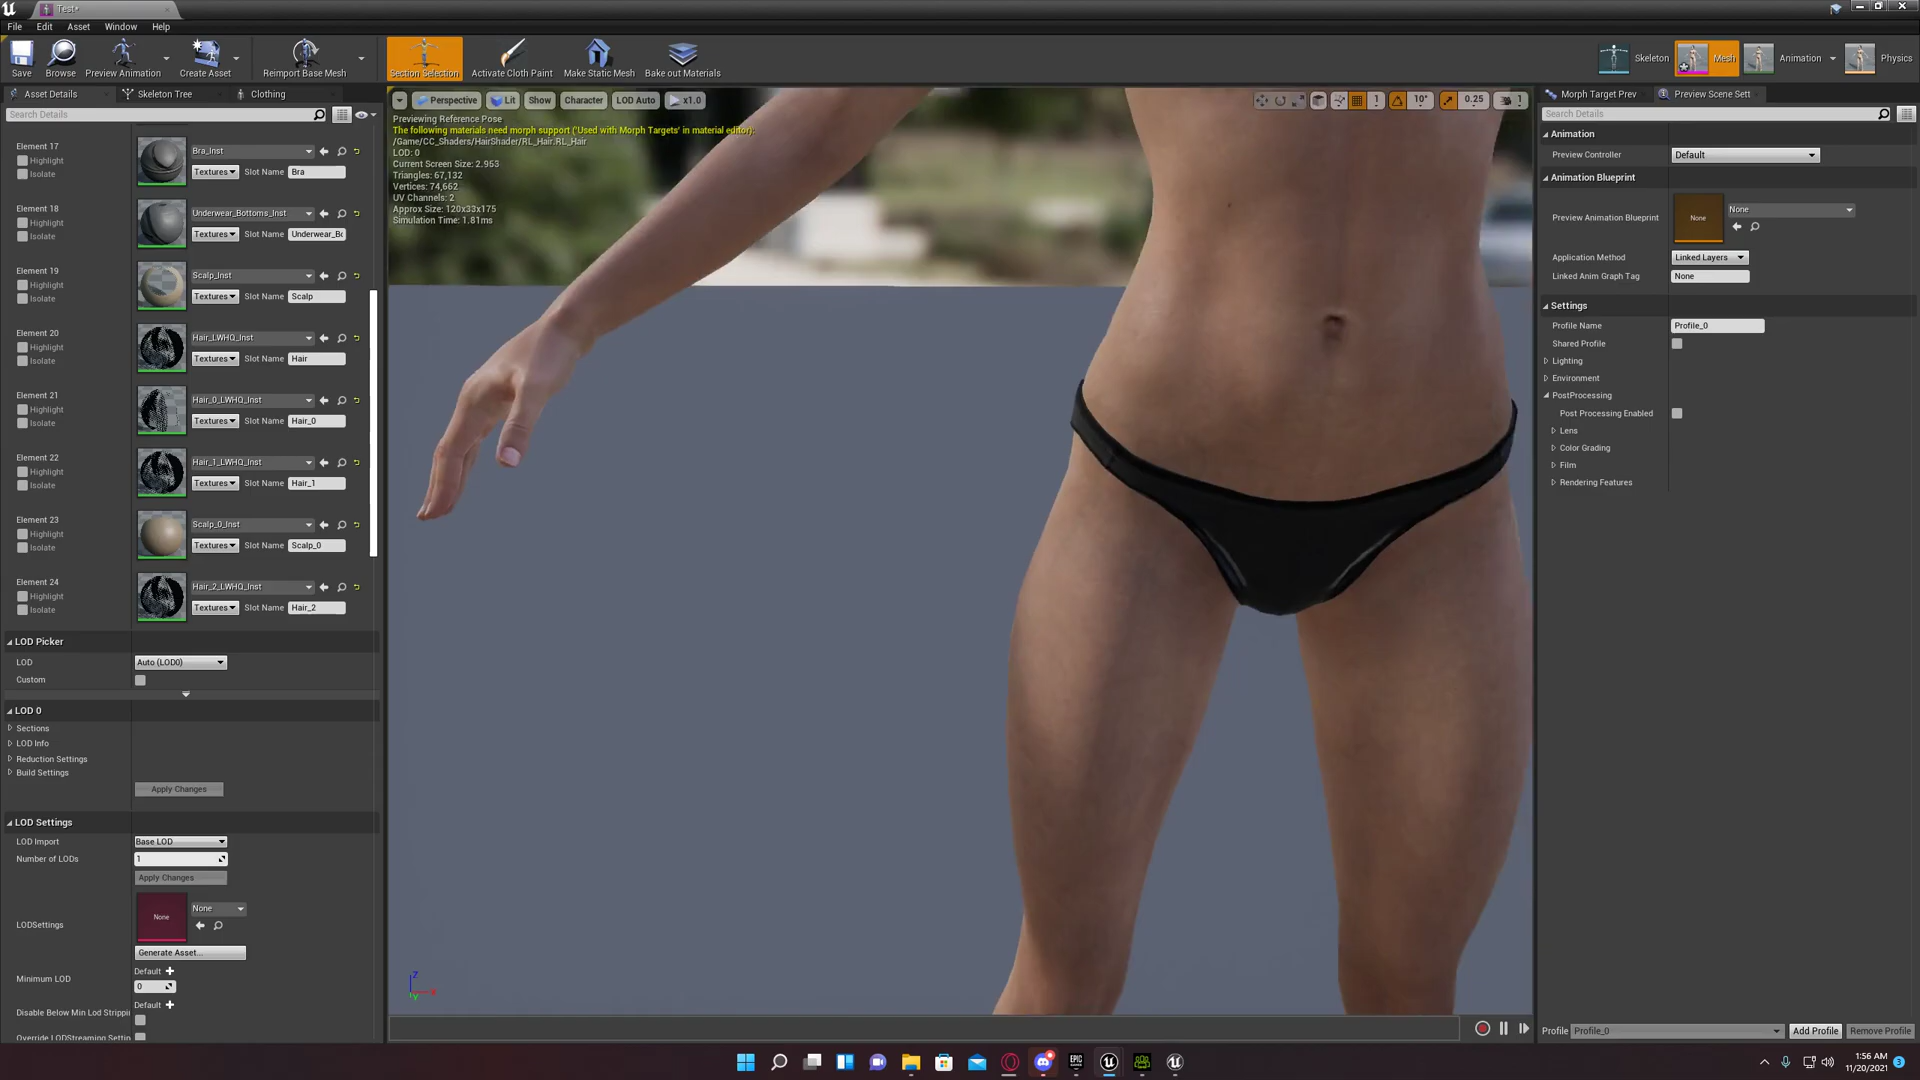 Test*
File Edit Asset Window Help
Save Browse Preview Animation Create Asset Reimport Base Mesh Section Selection Activate Cloth Paint Make Static Mesh Bake out Materials Skeleton Mesh Animation Physics
Asset Details Skeleton Tree Clothing
Search Details
Element 17
Highlight
Isolate
Bra_Inst
Textures Slot Name Bra
Element 18
Highlight
Isolate
Underwear_Bottoms_Inst
Textures Slot Name Underwear_Bo
Element 19
Highlight
Isolate
Scalp_Inst
Textures Slot Name Scalp
Element 20
Highlight
Isolate
Hair_LWHQ_Inst
Textures Slot Name Hair
Element 21
Highlight
Isolate
Hair_0_LWHQ_Inst
Textures Slot Name Hair_0
Element 22
Highlight
Isolate
Hair_1_LWHQ_Inst
Textures Slot Name Hair_1
Element 23
Highlight
Isolate
Scalp_0_Inst
Textures Slot Name Scalp_0
Element 24
Highlight
Isolate
Hair_2_LWHQ_Inst
Textures Slot Name Hair_2
LOD Picker
LOD Auto (LOD0)
Custom
LOD 0
Sections
LOD Info
Reduction Settings
Build Settings
Apply Changes
LOD Settings
LOD Import Base LOD
Number of LODs 1
Apply Changes
LODSettings None None
Generate Asset...
Minimum LOD Default
0
Default
Disable Below Min Lod Strippi
Override LODStreaming Settin
Perspective Lit Show Character LOD Auto x1.0
1 10° 0.25 1
Previewing Reference Pose
The following materials need morph support ('Used with Morph Targets' in material editor):
/Game/CC_Shaders/HairShader/RL_Hair.RL_Hair
LOD: 0
Current Screen Size: 2.953
Triangles: 67,132
Vertices: 74,662
UV Channels: 2
Approx Size: 120x33x175
Simulation Time: 1.81ms
Z
X
Y
Morph Target Prev Preview Scene Sett
Search Details
Animation
Preview Controller Default
Animation Blueprint
Preview Animation Blueprint None None
Application Method Linked Layers
Linked Anim Graph Tag None
Settings
Profile Name Profile_0
Shared Profile
Lighting
Environment
PostProcessing
Post Processing Enabled
Lens
Color Grading
Film
Rendering Features
Profile Profile_0 Add Profile Remove Profile
EPIC
1:56 AM
11/20/2021
3